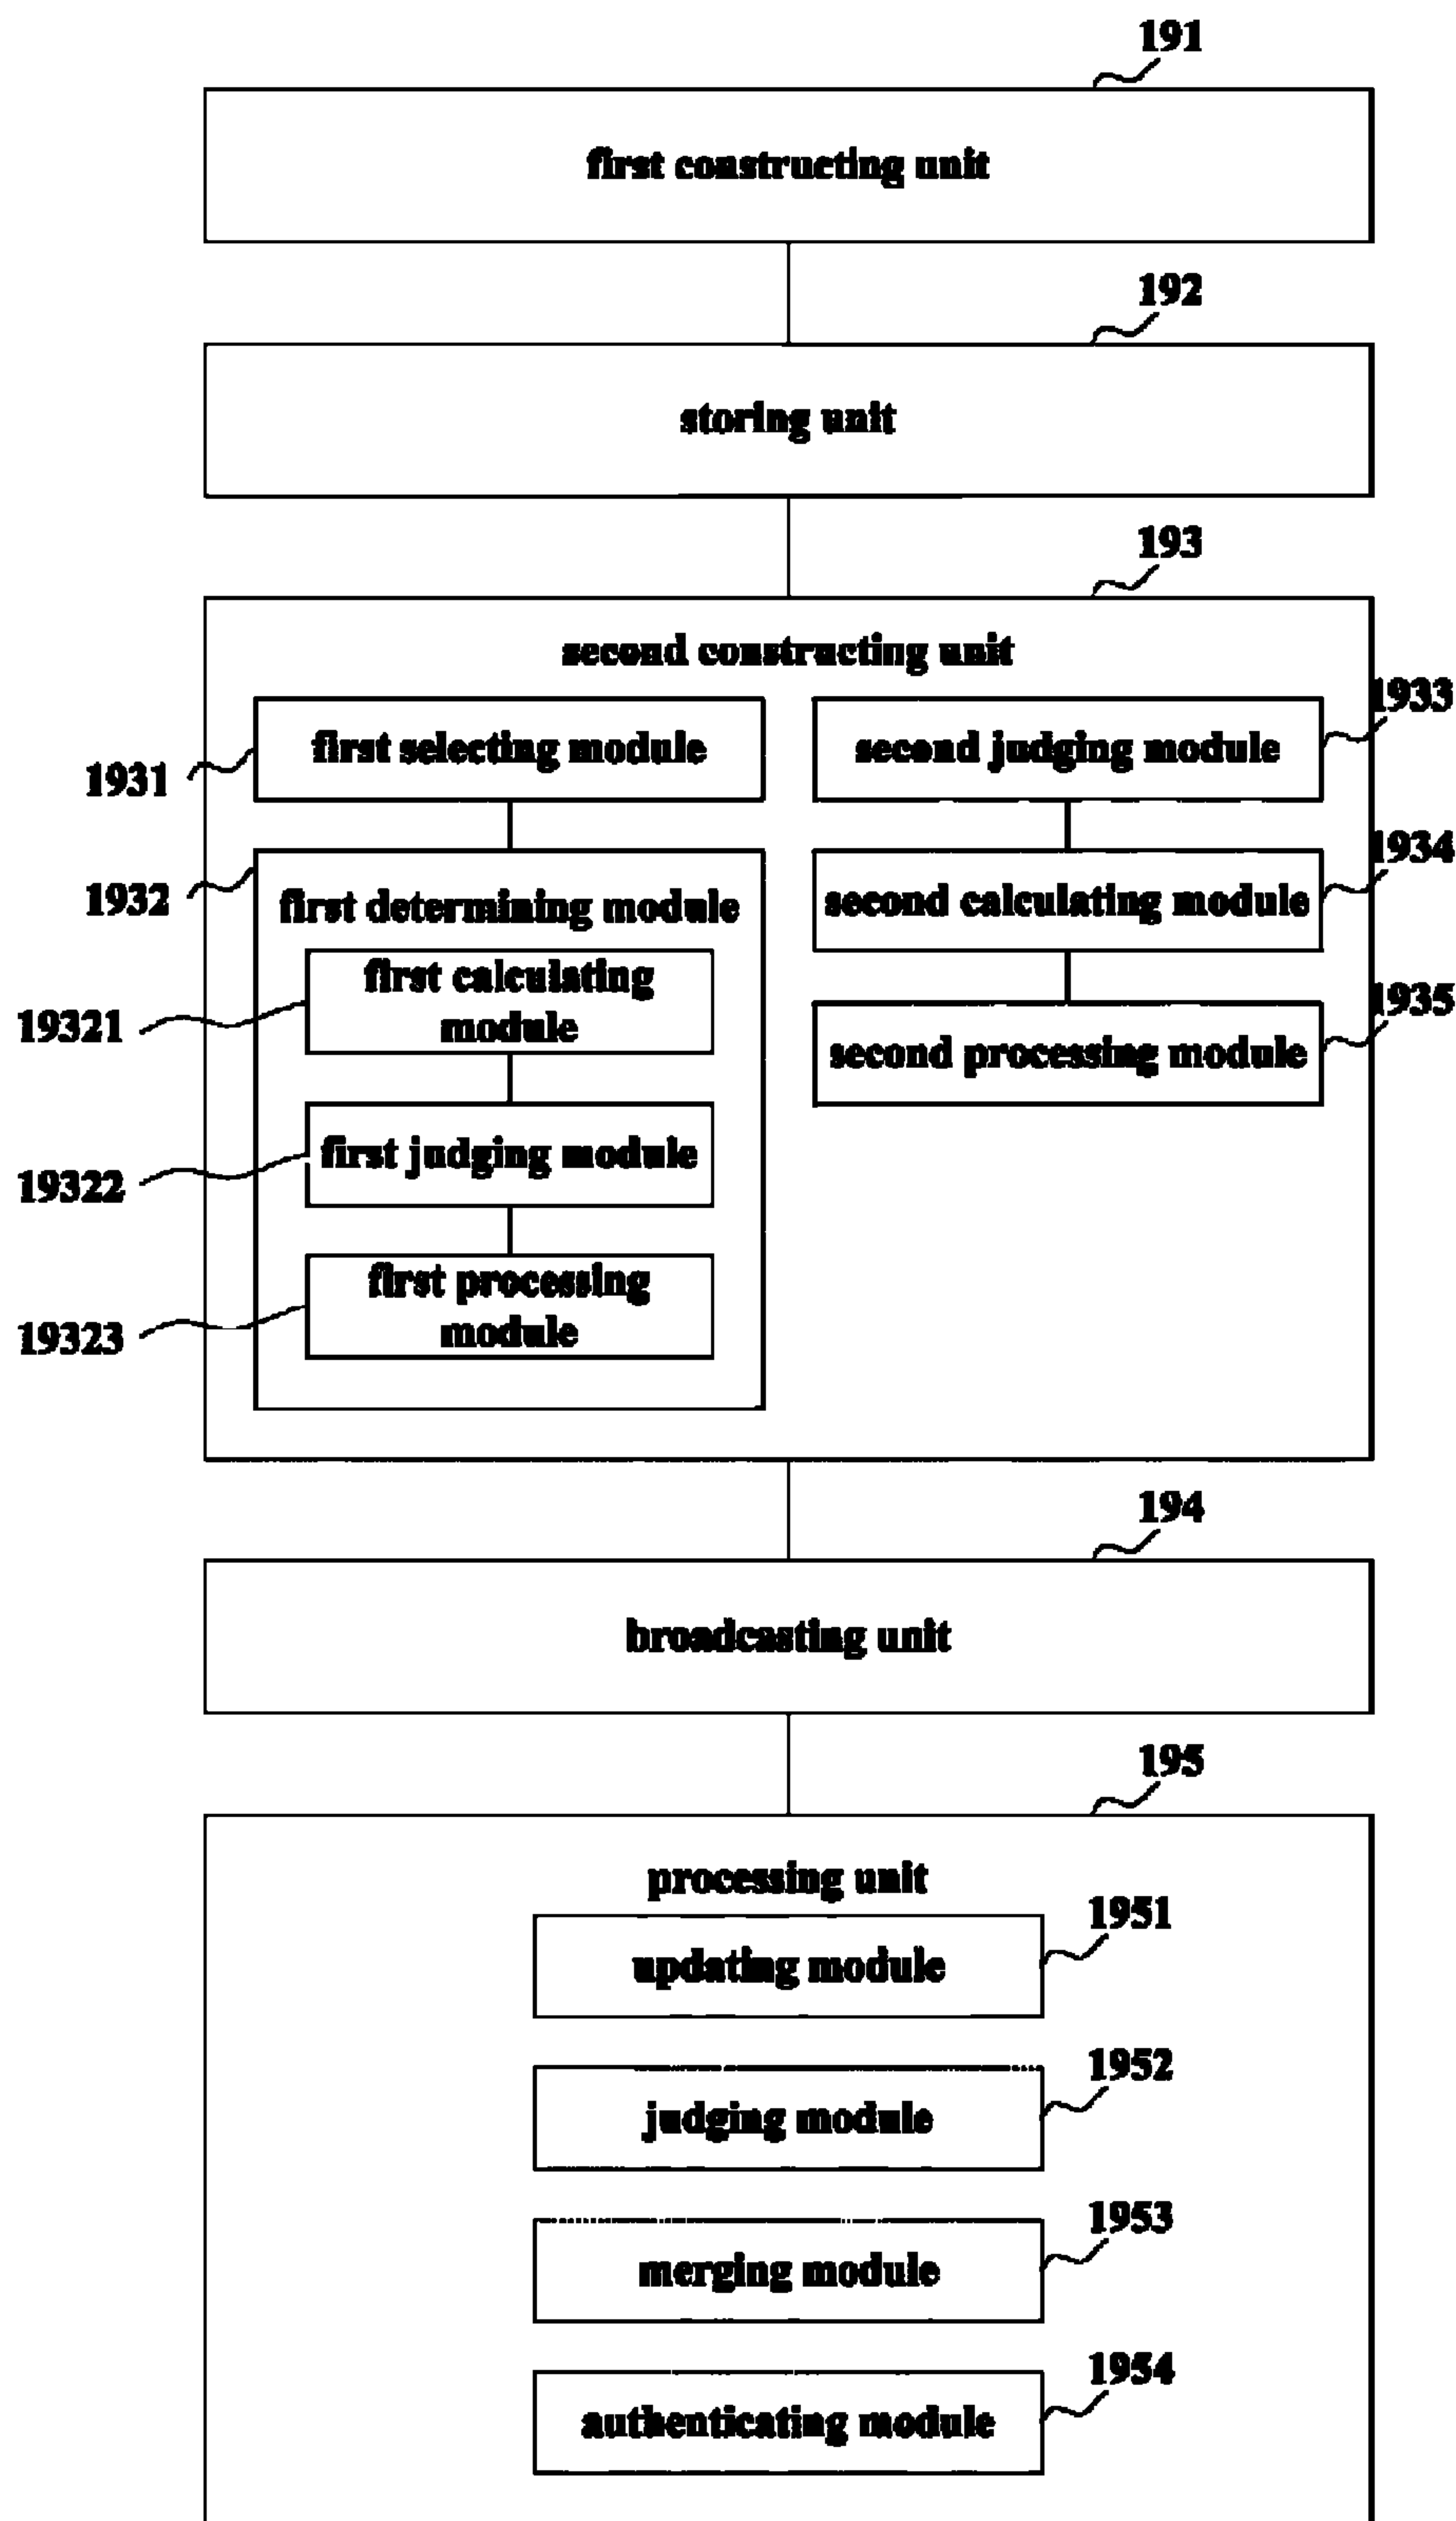 191
first constructing unit
192
storing unit
193
second constructing unit
1933
first selecting module
second judging module
1931
1934
1932
first determining module
second calculating module
first calculating
module
19321
1935
second processing module
first judging module
19322
first processing
module
19323
194
broadcasting unit
195
processing unit
1951
updating module
1952
judging module
1953
merging module
1954
authenticating module